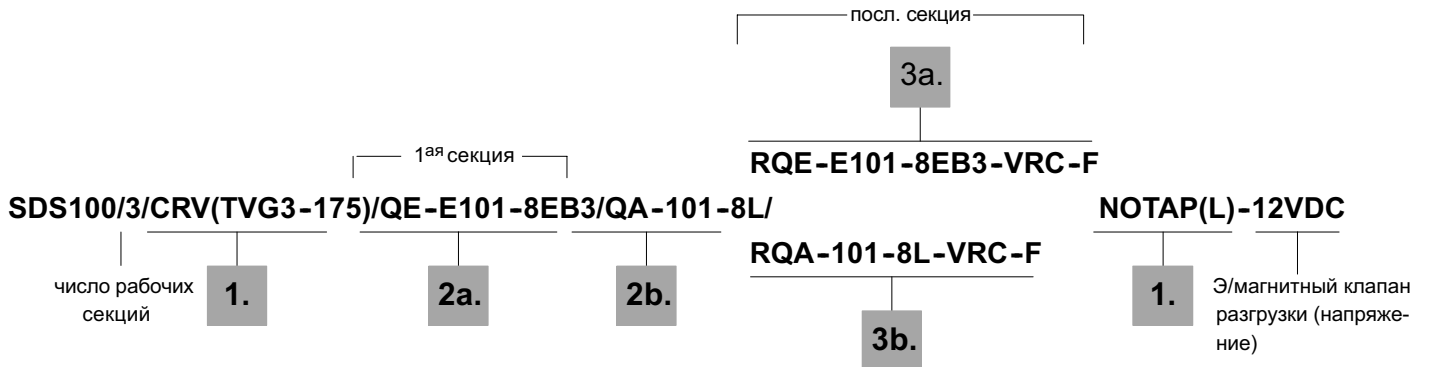 посл. секция
3a.
1ая секция
RQE-E101-8EB3-VRC-F
SDS100/3/CRV(TVG3-175)/QE-E101-8EB3/QA-101-8L/
NOTAP(L)-12VDC
RQA-101-8L-VRC-F
число рабочих
секций
1.
2a.
2b.
3b.
1.
Э/магнитный клапан
разгрузки (напряже-
ние)